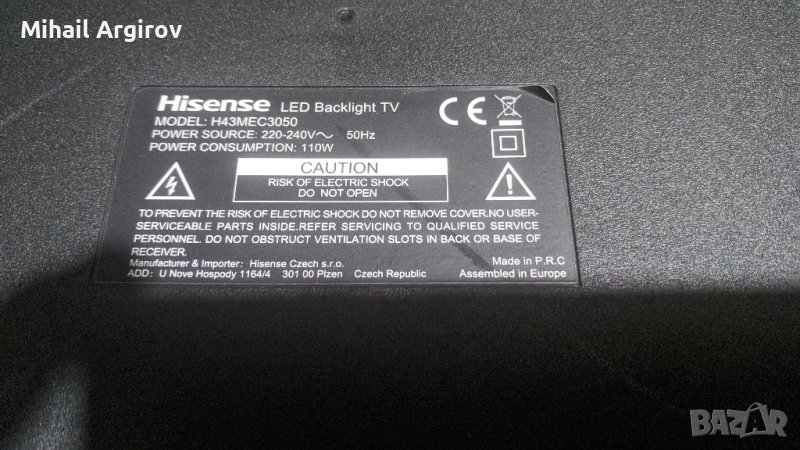 Mihail Argirov
Hisense LED Backlight TV
MODEL: H43MEC3050
POWER SOURCE: 220-240V～ 50Hz
POWER CONSUMPTION: 110W
CE
CAUTION
RISK OF ELECTRIC SHOCK
DO NOT OPEN
TO PREVENT THE RISK OF ELECTRIC SHOCK DO NOT REMOVE COVER.NO USER-
SERVICEABLE PARTS INSIDE.REFER SERVICING TO QUALIFIED SERVICE
PERSONNEL. DO NOT OBSTRUCT VENTILATION SLOTS IN BACK OR BASE OF
RECEIVER.
Manufacturer & Importer: Hisense Czech s.r.o.
ADD: U Nove Hospody 1164/4 301 00 Plzen Czech Republic
Made in P.R.C
Assembled in Europe
BAZAR